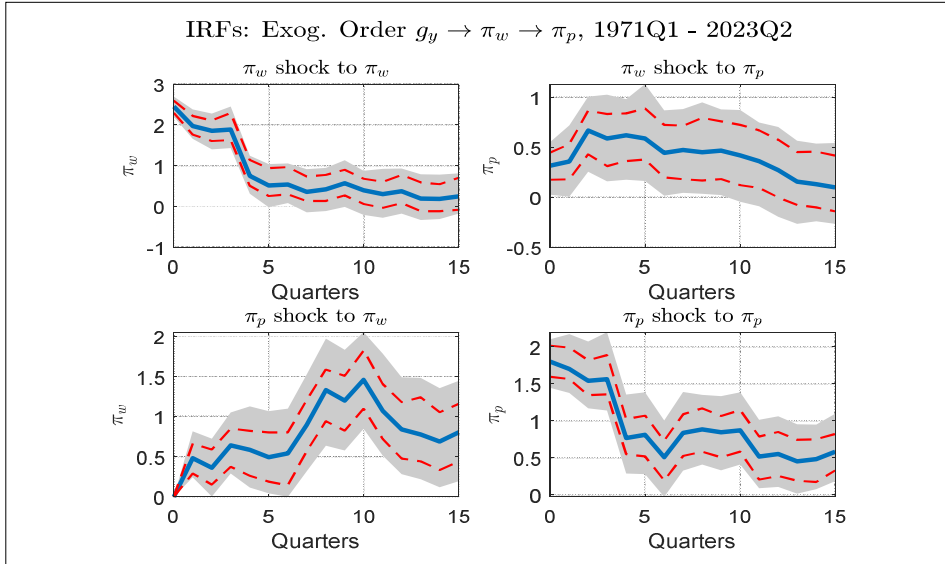 IRFs: Exog. Order g_y → π_w → π_p, 1971Q1 - 2023Q2
π_w shock to π_w
3
2
1
0
-1
π_w
0 5 10 15
Quarters
π_w shock to π_p
1
0.5
0
-0.5
π_p
0 5 10 15
Quarters
π_p shock to π_w
2
1.5
1
0.5
0
π_w
0 5 10 15
Quarters
π_p shock to π_p
2
1.5
1
0.5
0
π_p
0 5 10 15
Quarters